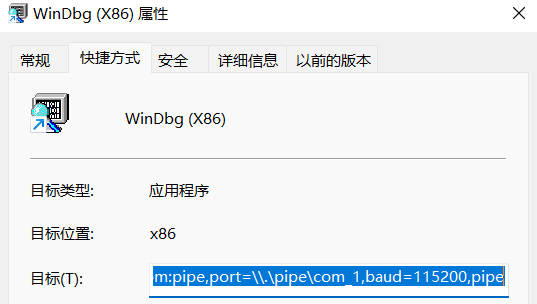 WinDbg (X86) 属性
常规 快捷方式 安全 详细信息 以前的版本
WinDbg (X86)
目标类型: 应用程序
目标位置: x86
目标(T): m:pipe,port=\\.\pipe\com_1,baud=115200,pipe